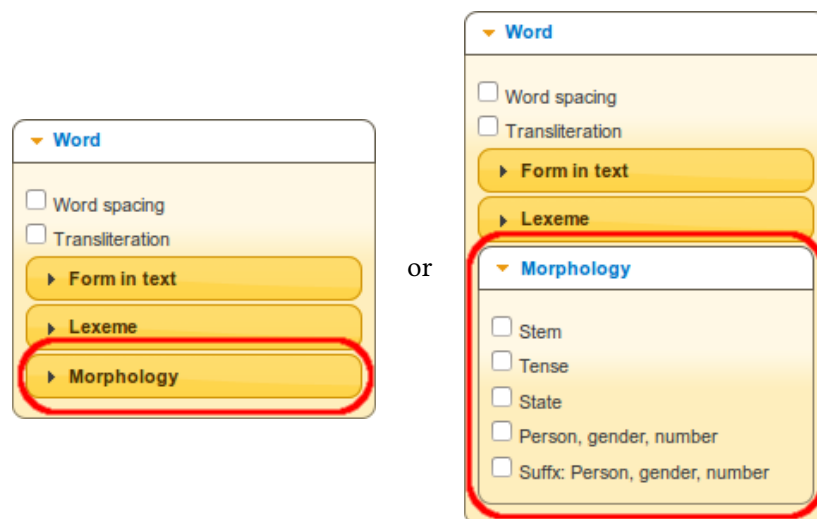 Word
Word spacing
Transliteration
Form in text
Lexeme
Morphology
or
Word
Word spacing
Transliteration
Form in text
Lexeme
Morphology
Stem
Tense
State
Person, gender, number
Suffx: Person, gender, number